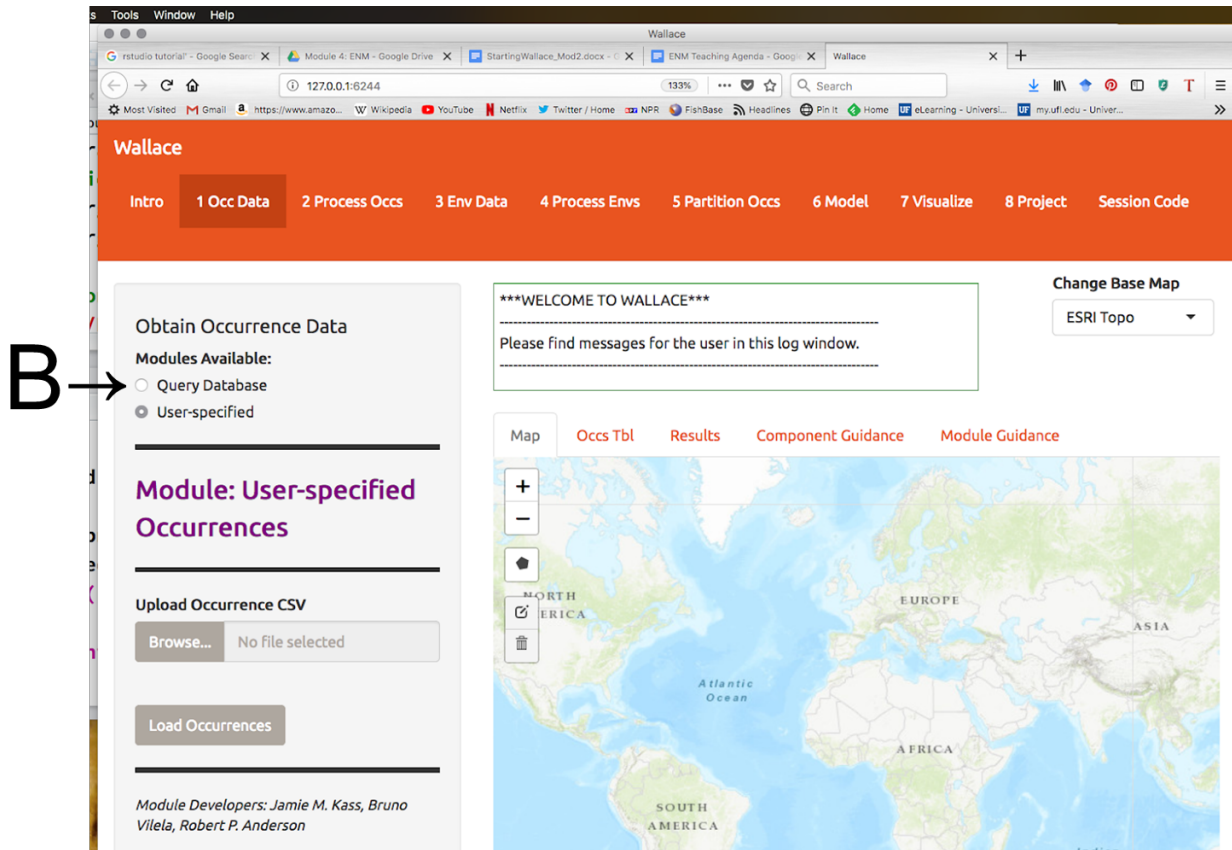 s Tools Window Help
Wallace
rstudio tutorial' - Google Searc
Module 4: ENM - Google Drive
StartingWallace_Mod2.docx - G
ENM Teaching Agenda - Googl
Wallace
127.0.0.1:6244
133%
Search
Most Visited
Gmail
https://www.amazo...
Wikipedia
YouTube
Netflix
Twitter / Home
NPR
FishBase
Headlines
Pin It
Home
UF eLearning - Universi...
UF my.ufl.edu - Univer...
Wallace
Intro
1 Occ Data
2 Process Occs
3 Env Data
4 Process Envs
5 Partition Occs
6 Model
7 Visualize
8 Project
Session Code
Obtain Occurrence Data
Modules Available:
B
Query Database
User-specified
Module: User-specified
Occurrences
Upload Occurrence CSV
Browse...
No file selected
Load Occurrences
Module Developers: Jamie M. Kass, Bruno
Vilela, Robert P. Anderson
***WELCOME TO WALLACE***
Please find messages for the user in this log window.
Change Base Map
ESRI Topo
Map
Occs Tbl
Results
Component Guidance
Module Guidance
+
−
NORTH
ERICA
EUROPE
ASIA
Atlantic
Ocean
AFRICA
SOUTH
AMERICA